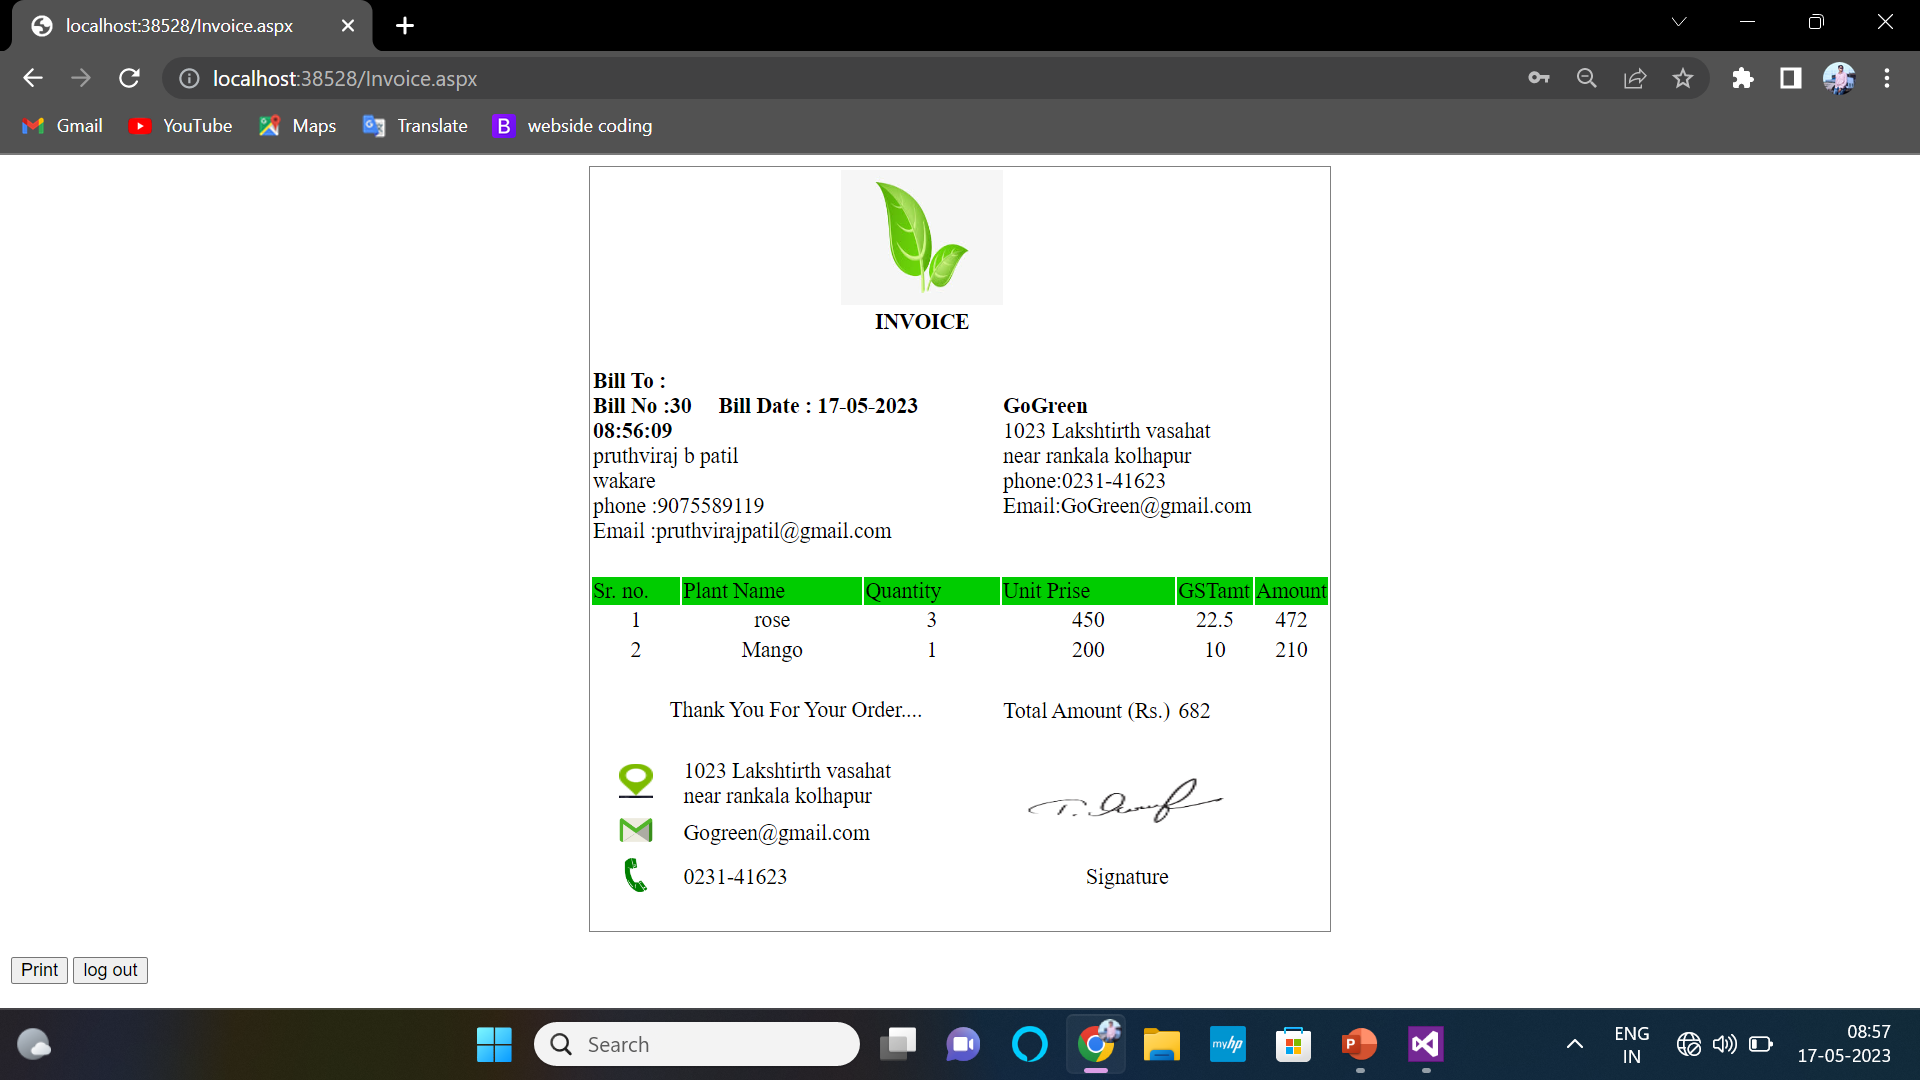 localhost:38528/Invoice.aspx
localhost:38528/Invoice.aspx
Gmail YouTube Maps Translate B webside coding
INVOICE
Bill To :
Bill No :30 Bill Date : 17-05-2023
08:56:09
pruthviraj b patil
wakare
phone :9075589119
Email :pruthvirajpatil@gmail.com
GoGreen
1023 Lakshtirth vasahat
near rankala kolhapur
phone:0231-41623
Email:GoGreen@gmail.com
Sr. no. Plant Name Quantity Unit Prise GSTamt Amount
1 rose 3 450 22.5 472
2 Mango 1 200 10 210
Thank You For Your Order.... Total Amount (Rs.) 682
1023 Lakshtirth vasahat
near rankala kolhapur
Gogreen@gmail.com
0231-41623
Signature
Print log out
Search
myhp
P
ENG
IN
08:57
17-05-2023